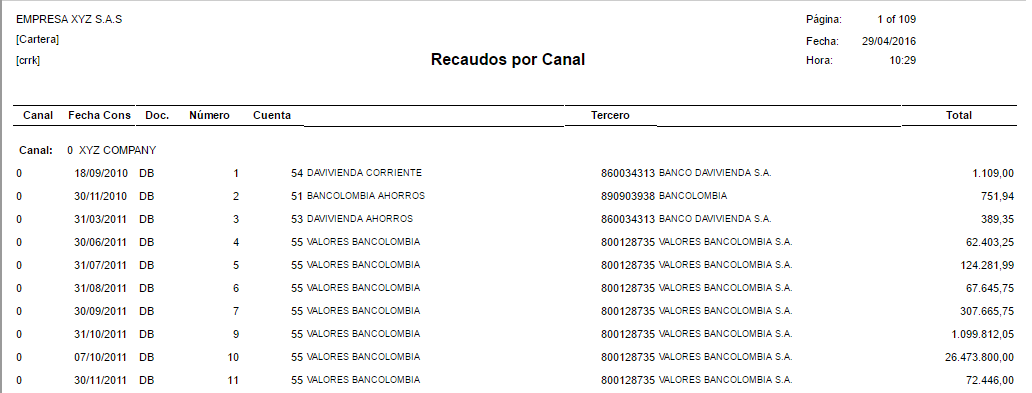 EMPRESA XYZ S.A.S Página: 1 of 109
[Cartera] Fecha: 29/04/2016
[crrk] Recaudos por Canal Hora: 10:29
Canal Fecha Cons Doc. Número Cuenta Tercero Total
Canal: 0 XYZ COMPANY
0 18/09/2010 DB 1 54 DAVIVIENDA CORRIENTE 860034313 BANCO DAVIVIENDA S.A. 1.109,00
0 30/11/2010 DB 2 51 BANCOLOMBIA AHORROS 890903938 BANCOLOMBIA 751,94
0 31/03/2011 DB 3 53 DAVIVIENDA AHORROS 860034313 BANCO DAVIVIENDA S.A. 389,35
0 30/06/2011 DB 4 55 VALORES BANCOLOMBIA 800128735 VALORES BANCOLOMBIA S.A. 62.403,25
0 31/07/2011 DB 5 55 VALORES BANCOLOMBIA 800128735 VALORES BANCOLOMBIA S.A. 124.281,99
0 31/08/2011 DB 6 55 VALORES BANCOLOMBIA 800128735 VALORES BANCOLOMBIA S.A. 67.645,75
0 30/09/2011 DB 7 55 VALORES BANCOLOMBIA 800128735 VALORES BANCOLOMBIA S.A. 307.665,75
0 31/10/2011 DB 9 55 VALORES BANCOLOMBIA 800128735 VALORES BANCOLOMBIA S.A. 1.099.812,05
0 07/10/2011 DB 10 55 VALORES BANCOLOMBIA 800128735 VALORES BANCOLOMBIA S.A. 26.473.800,00
0 30/11/2011 DB 11 55 VALORES BANCOLOMBIA 800128735 VALORES BANCOLOMBIA S.A. 72.446,00